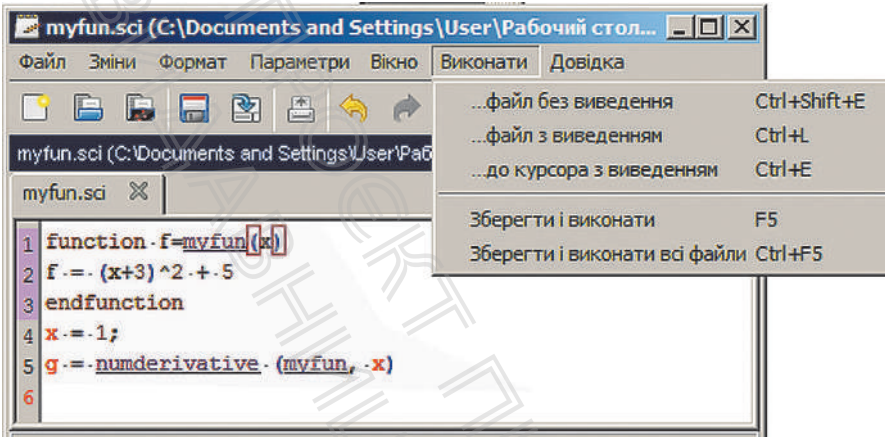 myfun.sci (C:\Documents and Settings\User\Рабочий стол...
Файл Зміни Формат Параметри Вікно Виконати Довідка
...файл без виведення Ctrl+Shift+E
...файл з виведенням Ctrl+L
...до курсора з виведенням Ctrl+E
Зберегти і виконати F5
Зберегти і виконати всі файли Ctrl+F5
myfun.sci (C:\Documents and Settings\User\Раб
myfun.sci
1 function·f=myfun(x)
2 f·=·(x+3)^2·+·5
3 endfunction
4 x·=·1;
5 g·=·numderivative·(myfun,·x)
6